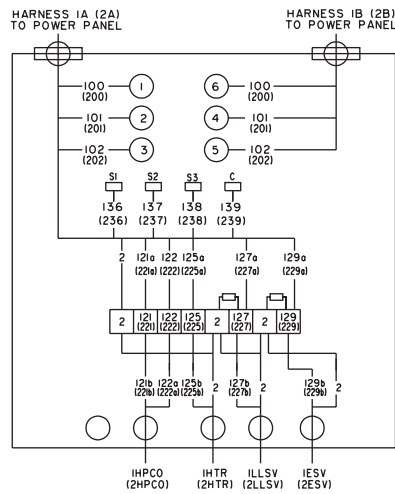 HARNESS 1A (2A)
TO POWER PANEL
HARNESS 1B (2B)
TO POWER PANEL
100
(200)
1
6
100
(200)
101
(201)
2
4
101
(201)
102
(202)
3
5
102
(202)
S1
S2
S3
C
136
(236)
137
(237)
138
(238)
139
(239)
2
121a
(221a)
122
(222)
125a
(225a)
127a
(227a)
129a
(229a)
2
121
(221)
122
(222)
125
(225)
2
127
(227)
2
129
(229)
121b
(221b)
122a
(222a)
125b
(225b)
2
127b
(227b)
2
129b
(229b)
2
1HPCO
(2HPCO)
1HTR
(2HTR)
1LLSV
(2LLSV)
1ESV
(2ESV)